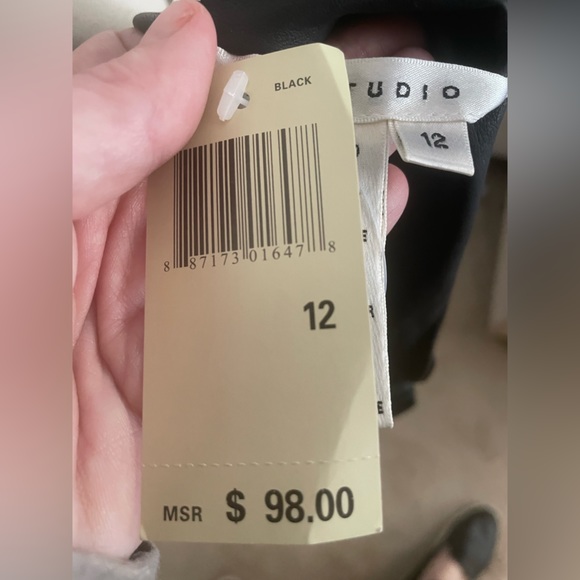 BLACK
TUDIO
12
8 87173 01647 8
12
E
E
MSR $ 98.00